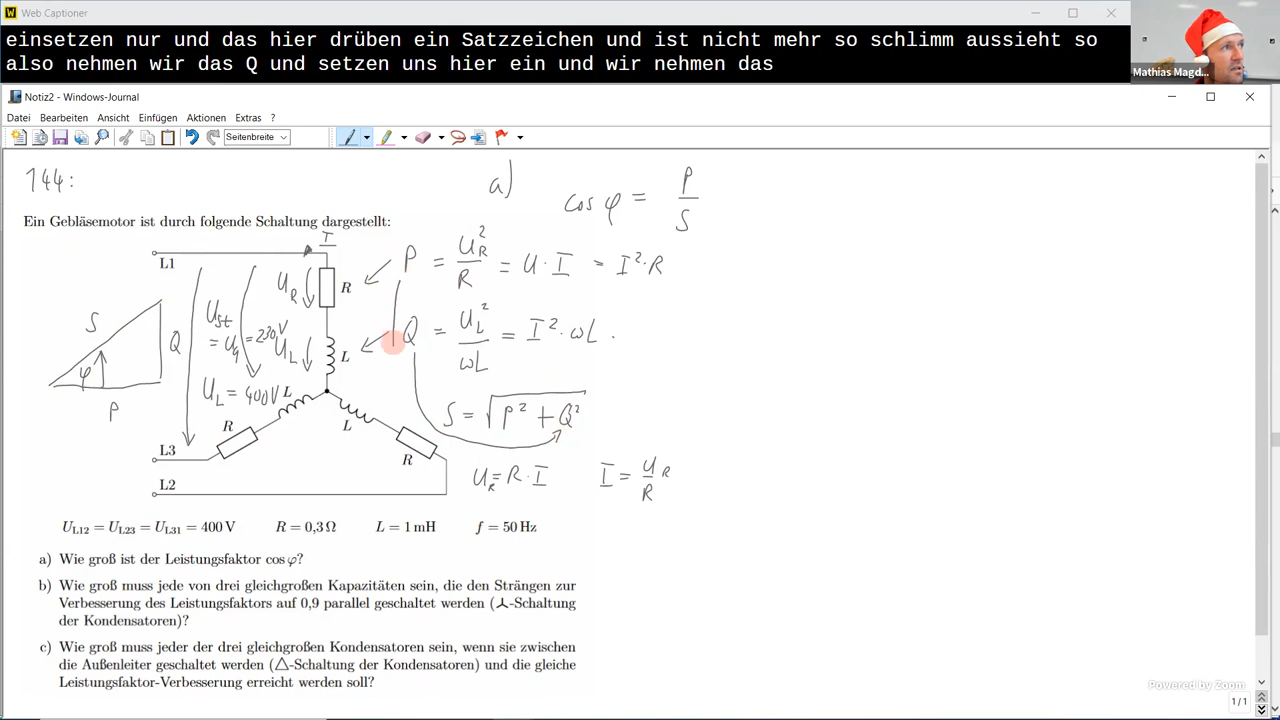 Web Captioner
einsetzen nur und das hier drüben ein Satzzeichen und ist nicht mehr so schlimm aussieht so
also nehmen wir das Q und setzen uns hier ein und wir nehmen das
Mathias Magd...
Notiz2 - Windows-Journal
Datei Bearbeiten Ansicht Einfügen Aktionen Extras ?
Seitenbreite
144:
a)
cos φ = P/S
Ein Gebläsemotor ist durch folgende Schaltung dargestellt:
I
L1
U_R
R
P = U_R²/R = U · I = I² · R
S
Q
φ
P
U_St = U_q = 230V
U_L
L
Q = U_L²/ωL = I² · ωL .
U_L = 400V
L
L
S = √(P² + Q²)
R
R
L3
L2
U_R = R · I
I = U_R/R
U_L12 = U_L23 = U_L31 = 400 V R = 0,3 Ω L = 1 mH f = 50 Hz
a) Wie groß ist der Leistungsfaktor cos φ?
b) Wie groß muss jede von drei gleichgroßen Kapazitäten sein, die den Strängen zur
Verbesserung des Leistungsfaktors auf 0,9 parallel geschaltet werden (⅄-Schaltung
der Kondensatoren)?
c) Wie groß muss jeder der drei gleichgroßen Kondensatoren sein, wenn sie zwischen
die Außenleiter geschaltet werden (△-Schaltung der Kondensatoren) und die gleiche
Leistungsfaktor-Verbesserung erreicht werden soll?
Powered by Zoom
1/1